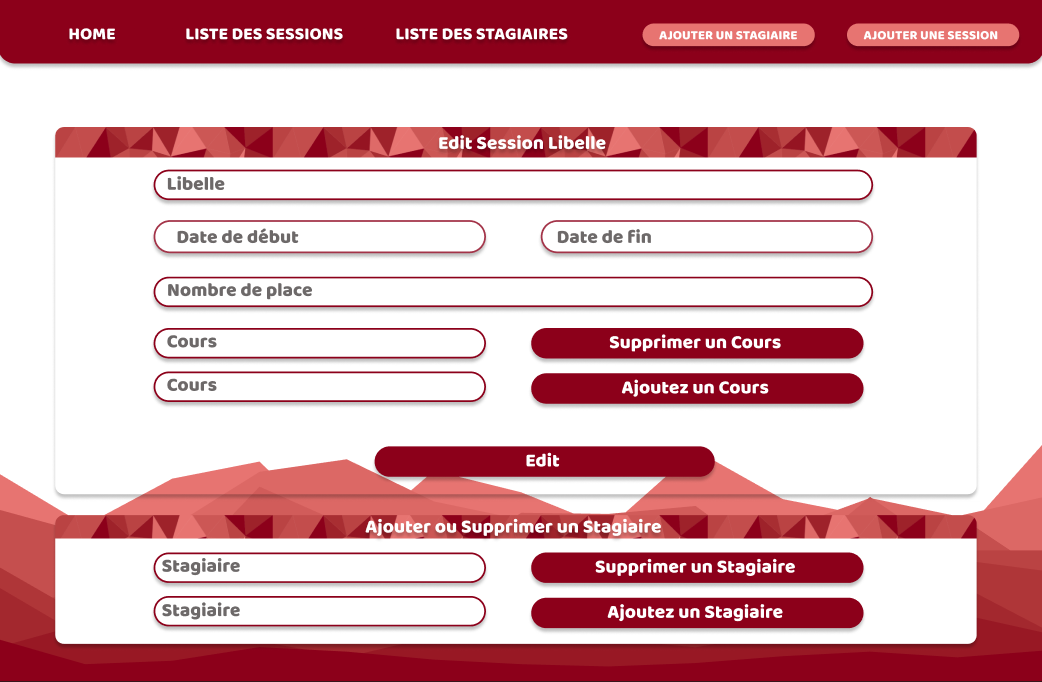 HOME LISTE DES SESSIONS LISTE DES STAGIAIRES AJOUTER UN STAGIAIRE AJOUTER UNE SESSION
Edit Session Libelle
Libelle
Date de début Date de fin
Nombre de place
Cours Supprimer un Cours
Cours Ajoutez un Cours
Edit
Ajouter ou Supprimer un Stagiaire
Stagiaire Supprimer un Stagiaire
Stagiaire Ajoutez un Stagiaire